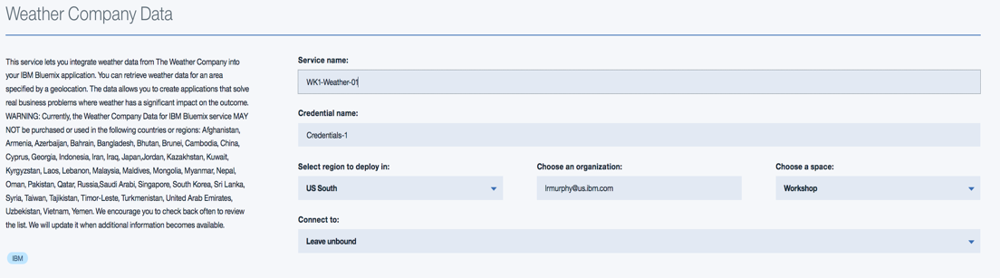 Weather Company Data
This service lets you integrate weather data from The Weather Company into
your IBM Bluemix application. You can retrieve weather data for an area
specified by a geolocation. The data allows you to create applications that solve
real business problems where weather has a significant impact on the outcome.
WARNING: Currently, the Weather Company Data for IBM Bluemix service MAY
NOT be purchased or used in the following countries or regions: Afghanistan,
Armenia, Azerbaijan, Bahrain, Bangladesh, Bhutan, Brunei, Cambodia, China,
Cyprus, Georgia, Indonesia, Iran, Iraq, Japan,Jordan, Kazakhstan, Kuwait,
Kyrgyzstan, Laos, Lebanon, Malaysia, Maldives, Mongolia, Myanmar, Nepal,
Oman, Pakistan, Qatar, Russia,Saudi Arabia, Singapore, South Korea, Sri Lanka,
Syria, Taiwan, Tajikistan, Timor-Leste, Turkmenistan, United Arab Emirates,
Uzbekistan, Vietnam, Yemen. We encourage you to check back often to review
the list. We will update it when additional information becomes available.
IBM
Service name:
WK1-Weather-01
Credential name:
Credentials-1
Select region to deploy in:
US South
Choose an organization:
lrmurphy@us.ibm.com
Choose a space:
Workshop
Connect to:
Leave unbound